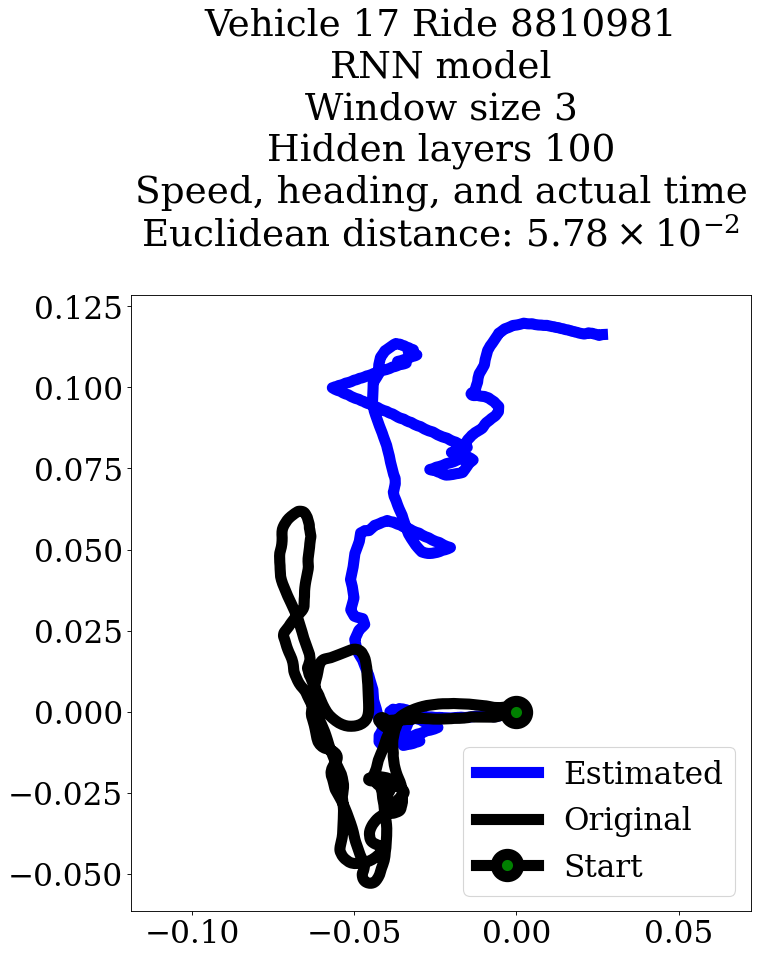 Vehicle 17 Ride 8810981
RNN model
Window size 3
Hidden layers 100
Speed, heading, and actual time
Euclidean distance: 5.78 × 10⁻²
0.125
0.100
0.075
0.050
0.025
0.000
−0.025
−0.050
Estimated
Original
Start
−0.10
−0.05
0.00
0.05